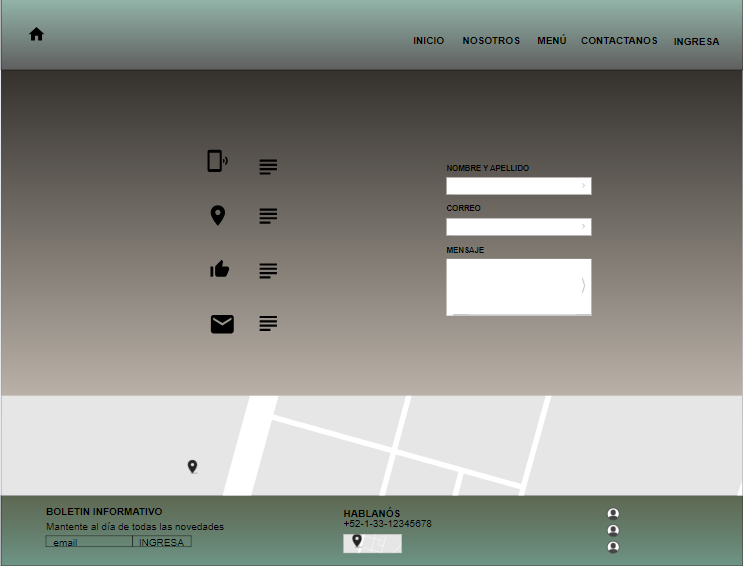 INICIO NOSOTROS MENÚ CONTACTANOS INGRESA
NOMBRE Y APELLIDO
CORREO
MENSAJE
BOLETIN INFORMATIVO
Mantente al día de todas las novedades
email INGRESA
HABLANÓS
+52-1-33-12345678